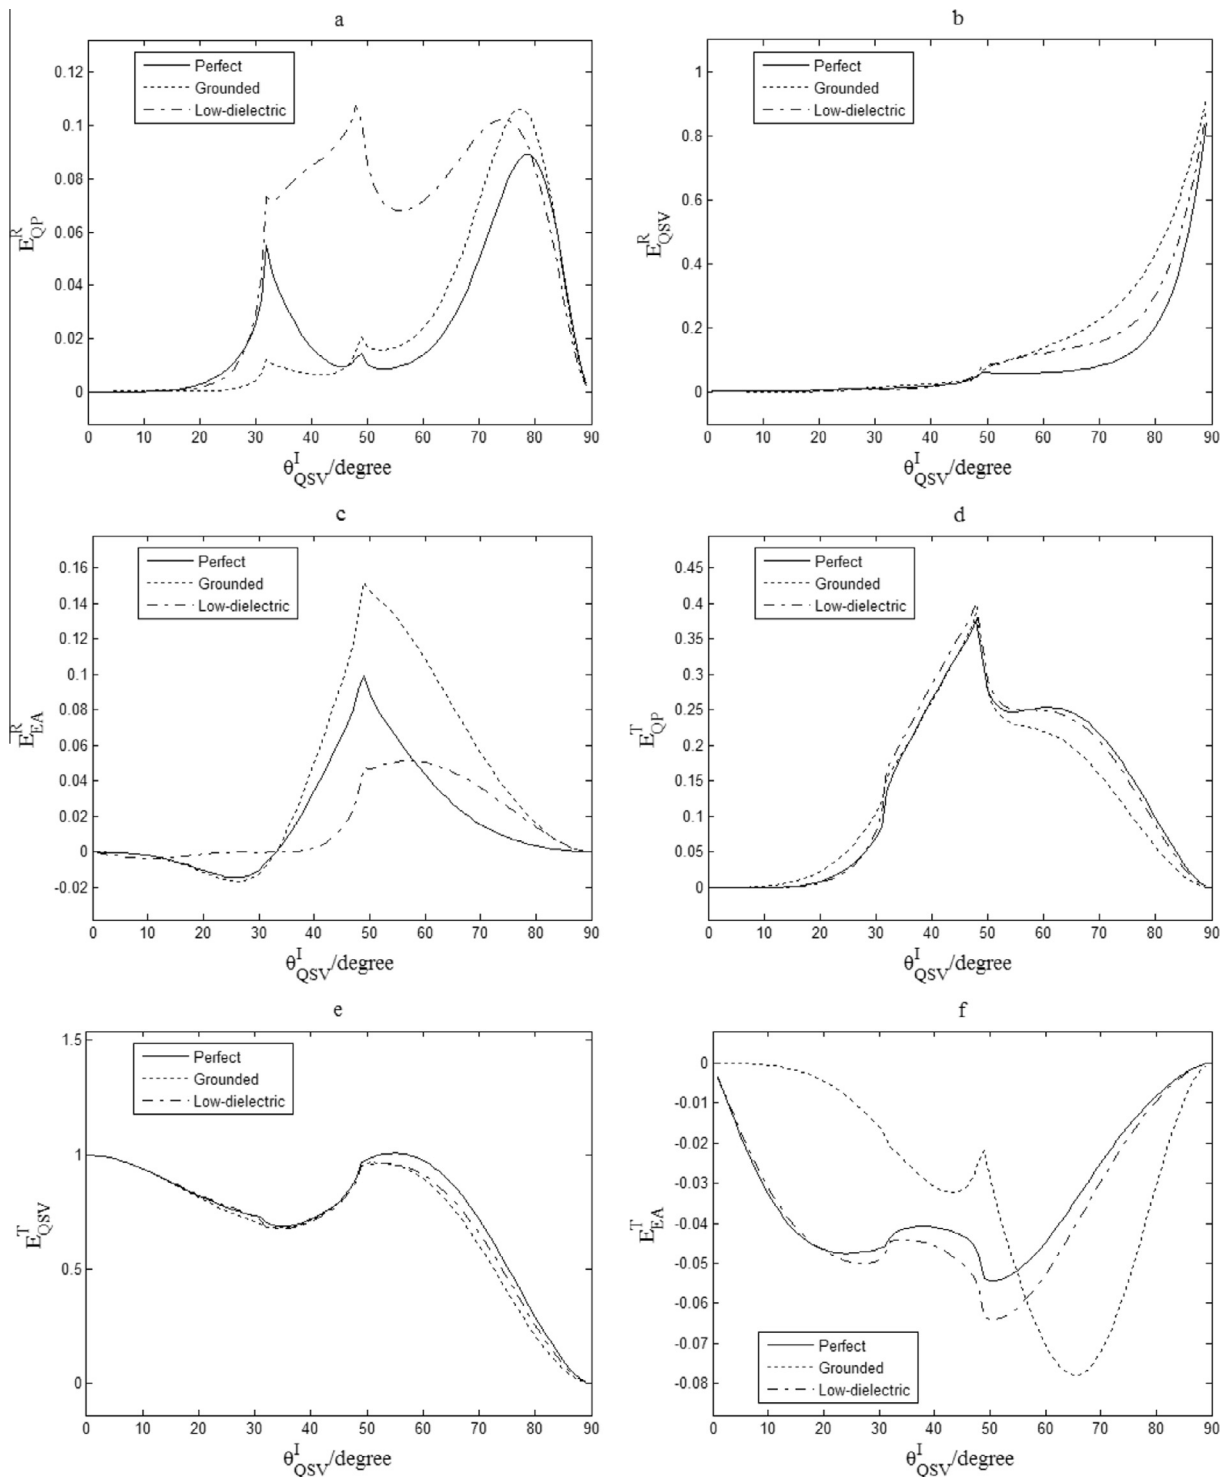 a
Perfect
Grounded
Low-dielectric
0.12
0.1
0.08
0.06
0.04
0.02
0
E^R_QP
0 10 20 30 40 50 60 70 80 90
θ^I_QSV/degree
b
Perfect
Grounded
Low-dielectric
1
0.8
0.6
0.4
0.2
0
E^R_QSV
0 10 20 30 40 50 60 70 80 90
θ^I_QSV/degree
c
Perfect
Grounded
Low-dielectric
0.16
0.14
0.12
0.1
0.08
0.06
0.04
0.02
0
-0.02
E^R_EA
0 10 20 30 40 50 60 70 80 90
θ^I_QSV/degree
d
Perfect
Grounded
Low-dielectric
0.45
0.4
0.35
0.3
0.25
0.2
0.15
0.1
0.05
0
E^T_QP
0 10 20 30 40 50 60 70 80 90
θ^I_QSV/degree
e
Perfect
Grounded
Low-dielectric
1.5
1
0.5
0
E^T_QSV
0 10 20 30 40 50 60 70 80 90
θ^I_QSV/degree
f
0
-0.01
-0.02
-0.03
-0.04
-0.05
-0.06
-0.07
-0.08
E^T_EA
Perfect
Grounded
Low-dielectric
0 10 20 30 40 50 60 70 80 90
θ^I_QSV/degree